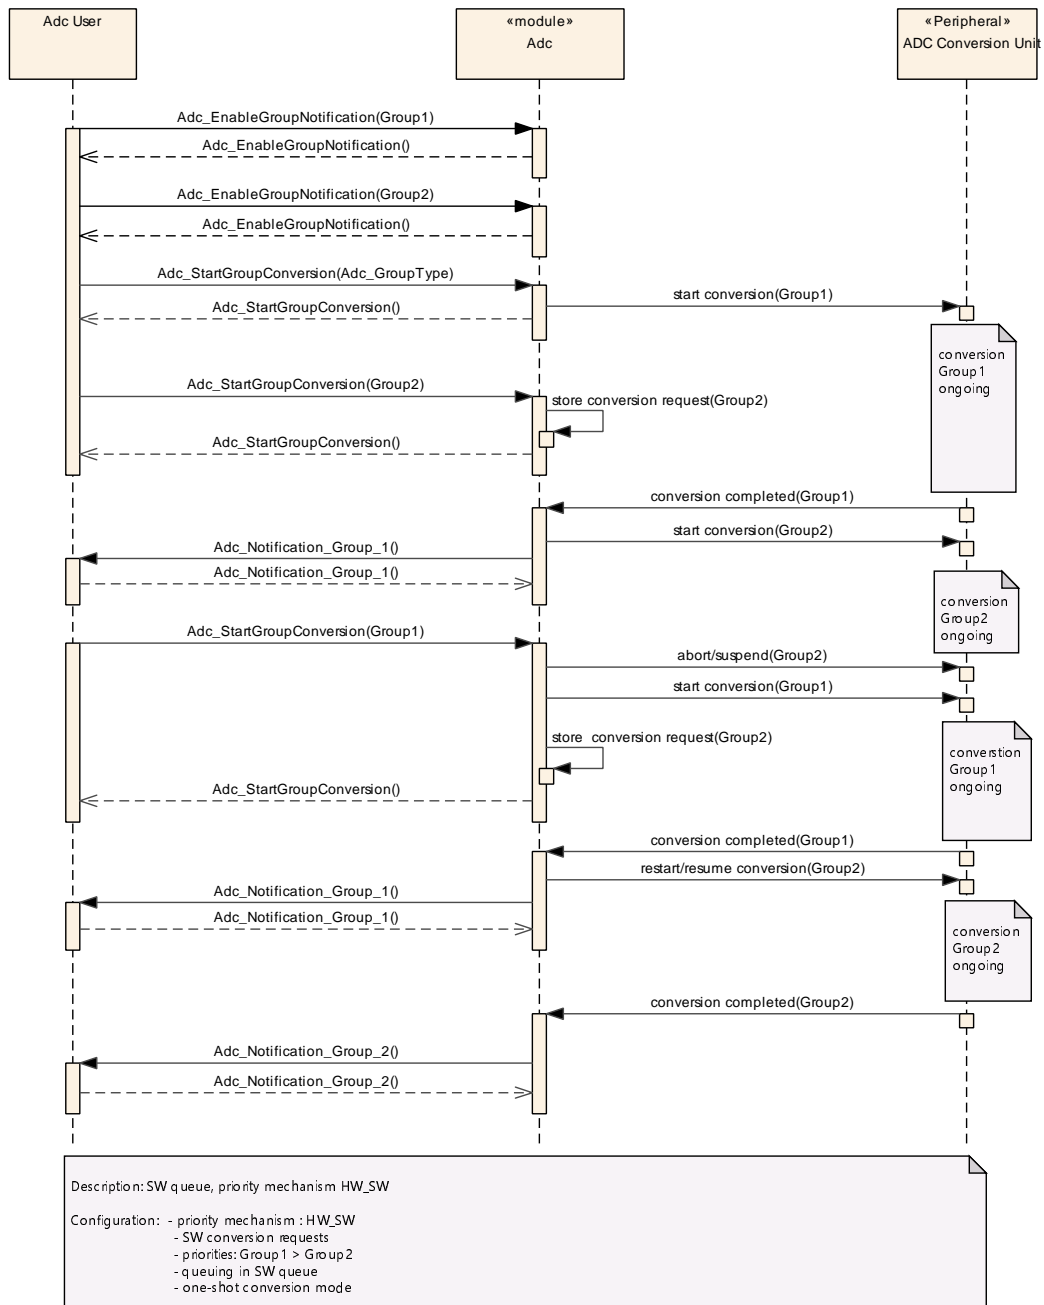 Adc User
«module»
Adc
«Peripheral»
ADC Conversion Unit
Adc_EnableGroupNotification(Group1)
Adc_EnableGroupNotification()
Adc_EnableGroupNotification(Group2)
Adc_EnableGroupNotification()
Adc_StartGroupConversion(Adc_GroupType)
start conversion(Group1)
Adc_StartGroupConversion()
conversion
Group1
ongoing
Adc_StartGroupConversion(Group2)
store conversion request(Group2)
Adc_StartGroupConversion()
conversion completed(Group1)
start conversion(Group2)
Adc_Notification_Group_1()
Adc_Notification_Group_1()
conversion
Group2
ongoing
Adc_StartGroupConversion(Group1)
abort/suspend(Group2)
start conversion(Group1)
store  conversion request(Group2)
converstion
Group1
ongoing
Adc_StartGroupConversion()
conversion completed(Group1)
restart/resume conversion(Group2)
Adc_Notification_Group_1()
Adc_Notification_Group_1()
conversion
Group2
ongoing
conversion completed(Group2)
Adc_Notification_Group_2()
Adc_Notification_Group_2()
Description: SW queue, priority mechanism HW_SW
Configuration:  - priority mechanism : HW_SW
- SW conversion requests
- priorities: Group1 > Group2
- queuing in SW queue
- one-shot conversion mode